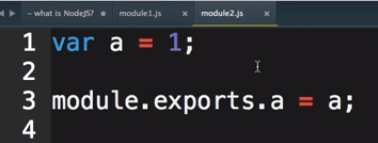 - what is NodeJS?
module1.js
module2.js
1 var a = 1;
2
3 module.exports.a = a;
4